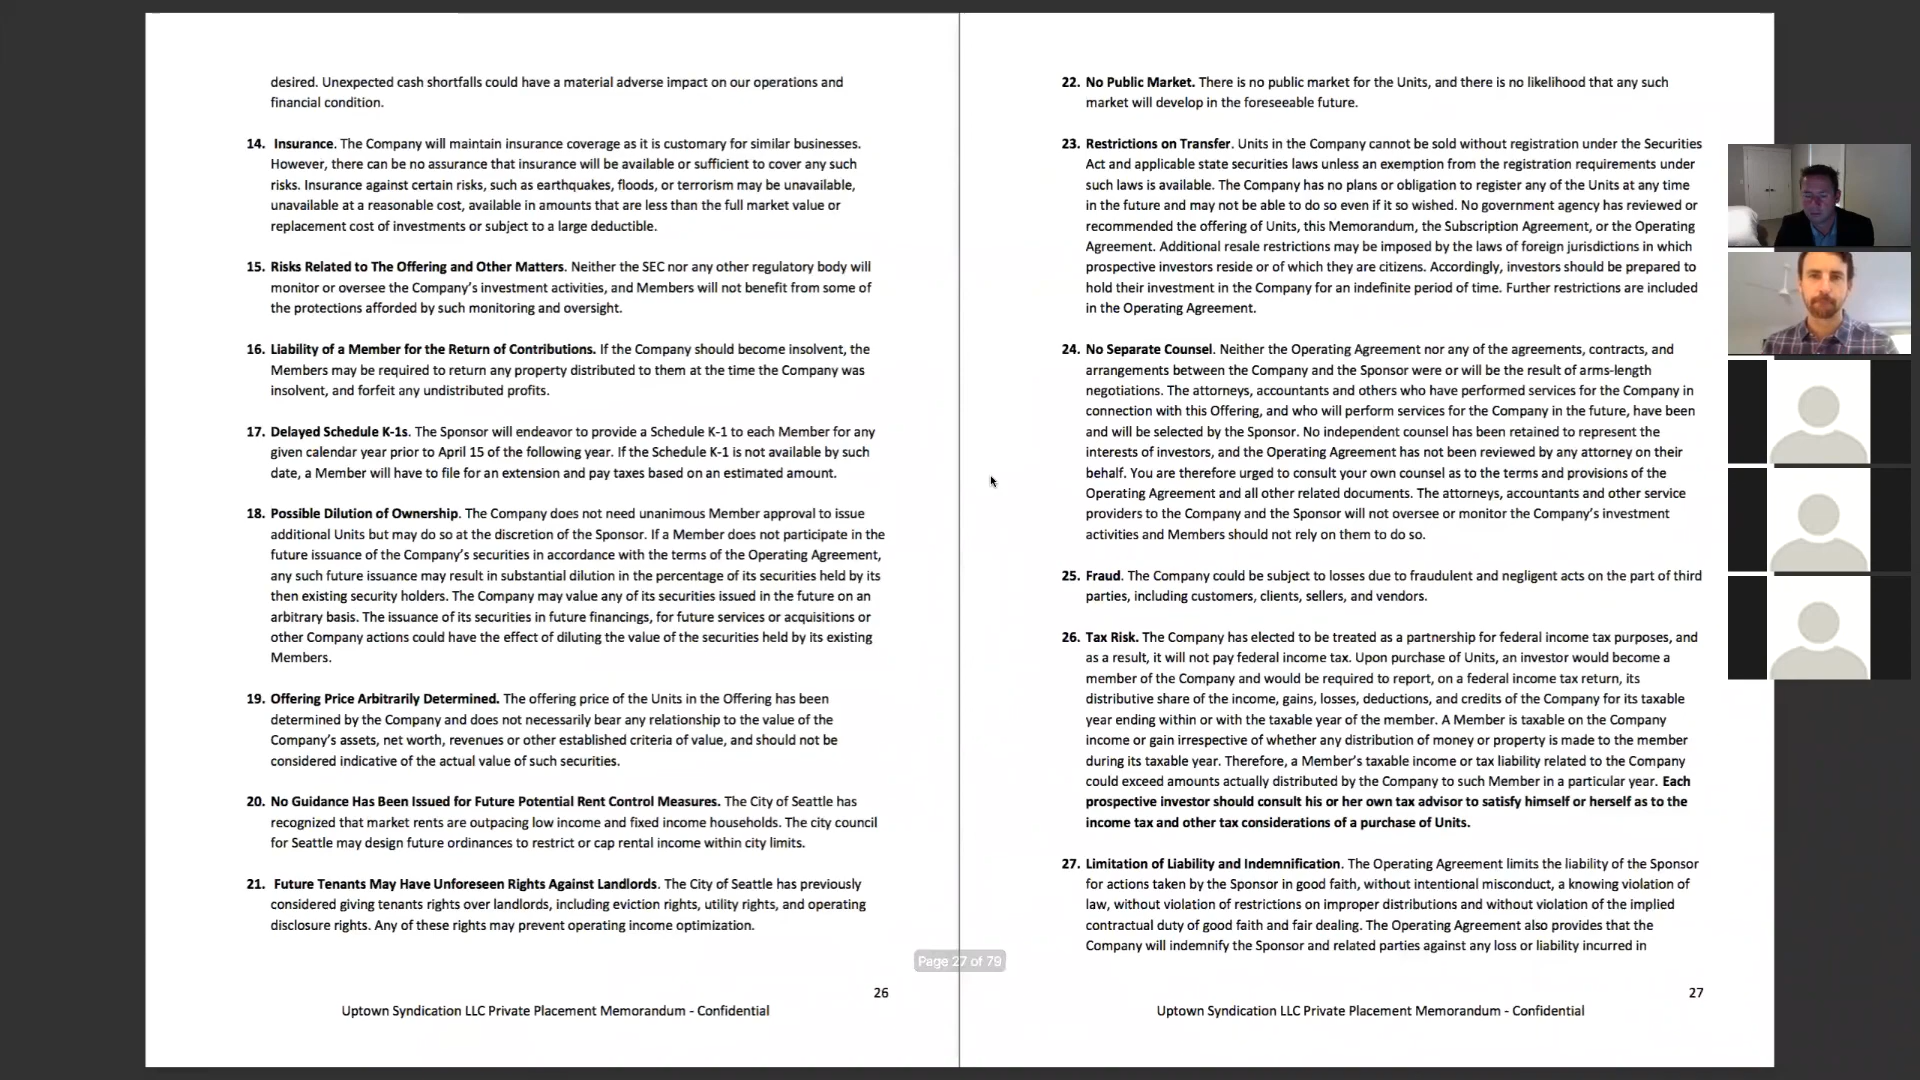 desired. Unexpected cash shortfalls could have a material adverse impact on our operations and
financial condition.
14. Insurance. The Company will maintain insurance coverage as it is customary for similar businesses.
However, there can be no assurance that insurance will be available or sufficient to cover any such
risks. Insurance against certain risks, such as earthquakes, floods, or terrorism may be unavailable,
unavailable at a reasonable cost, available in amounts that are less than the full market value or
replacement cost of investments or subject to a large deductible.
15. Risks Related to The Offering and Other Matters. Neither the SEC nor any other regulatory body will
monitor or oversee the Company's investment activities, and Members will not benefit from some of
the protections afforded by such monitoring and oversight.
16. Liability of a Member for the Return of Contributions. If the Company should become insolvent, the
Members may be required to return any property distributed to them at the time the Company was
insolvent, and forfeit any undistributed profits.
17. Delayed Schedule K-1s. The Sponsor will endeavor to provide a Schedule K-1 to each Member for any
given calendar year prior to April 15 of the following year. If the Schedule K-1 is not available by such
date, a Member will have to file for an extension and pay taxes based on an estimated amount.
18. Possible Dilution of Ownership. The Company does not need unanimous Member approval to issue
additional Units but may do so at the discretion of the Sponsor. If a Member does not participate in the
future issuance of the Company's securities in accordance with the terms of the Operating Agreement,
any such future issuance may result in substantial dilution in the percentage of its securities held by its
then existing security holders. The Company may value any of its securities issued in the future on an
arbitrary basis. The issuance of its securities in future financings, for future services or acquisitions or
other Company actions could have the effect of diluting the value of the securities held by its existing
Members.
19. Offering Price Arbitrarily Determined. The offering price of the Units in the Offering has been
determined by the Company and does not necessarily bear any relationship to the value of the
Company's assets, net worth, revenues or other established criteria of value, and should not be
considered indicative of the actual value of such securities.
20. No Guidance Has Been Issued for Future Potential Rent Control Measures. The City of Seattle has
recognized that market rents are outpacing low income and fixed income households. The city council
for Seattle may design future ordinances to restrict or cap rental income within city limits.
21. Future Tenants May Have Unforeseen Rights Against Landlords. The City of Seattle has previously
considered giving tenants rights over landlords, including eviction rights, utility rights, and operating
disclosure rights. Any of these rights may prevent operating income optimization.
26
Uptown Syndication LLC Private Placement Memorandum - Confidential
22. No Public Market. There is no public market for the Units, and there is no likelihood that any such
market will develop in the foreseeable future.
23. Restrictions on Transfer. Units in the Company cannot be sold without registration under the Securities
Act and applicable state securities laws unless an exemption from the registration requirements under
such laws is available. The Company has no plans or obligation to register any of the Units at any time
in the future and may not be able to do so even if it so wished. No government agency has reviewed or
recommended the offering of Units, this Memorandum, the Subscription Agreement, or the Operating
Agreement. Additional resale restrictions may be imposed by the laws of foreign jurisdictions in which
prospective investors reside or of which they are citizens. Accordingly, investors should be prepared to
hold their investment in the Company for an indefinite period of time. Further restrictions are included
in the Operating Agreement.
24. No Separate Counsel. Neither the Operating Agreement nor any of the agreements, contracts, and
arrangements between the Company and the Sponsor were or will be the result of arms-length
negotiations. The attorneys, accountants and others who have performed services for the Company in
connection with this Offering, and who will perform services for the Company in the future, have been
and will be selected by the Sponsor. No independent counsel has been retained to represent the
interests of investors, and the Operating Agreement has not been reviewed by any attorney on their
behalf. You are therefore urged to consult your own counsel as to the terms and provisions of the
Operating Agreement and all other related documents. The attorneys, accountants and other service
providers to the Company and the Sponsor will not oversee or monitor the Company's investment
activities and Members should not rely on them to do so.
25. Fraud. The Company could be subject to losses due to fraudulent and negligent acts on the part of third
parties, including customers, clients, sellers, and vendors.
26. Tax Risk. The Company has elected to be treated as a partnership for federal income tax purposes, and
as a result, it will not pay federal income tax. Upon purchase of Units, an investor would become a
member of the Company and would be required to report, on a federal income tax return, its
distributive share of the income, gains, losses, deductions, and credits of the Company for its taxable
year ending within or with the taxable year of the member. A Member is taxable on the Company
income or gain irrespective of whether any distribution of money or property is made to the member
during its taxable year. Therefore, a Member's taxable income or tax liability related to the Company
could exceed amounts actually distributed by the Company to such Member in a particular year. Each
prospective investor should consult his or her own tax advisor to satisfy himself or herself as to the
income tax and other tax considerations of a purchase of Units.
27. Limitation of Liability and Indemnification. The Operating Agreement limits the liability of the Sponsor
for actions taken by the Sponsor in good faith, without intentional misconduct, a knowing violation of
law, without violation of restrictions on improper distributions and without violation of the implied
contractual duty of good faith and fair dealing. The Operating Agreement also provides that the
Company will indemnify the Sponsor and related parties against any loss or liability incurred in
27
Uptown Syndication LLC Private Placement Memorandum - Confidential
Page 27 of 79